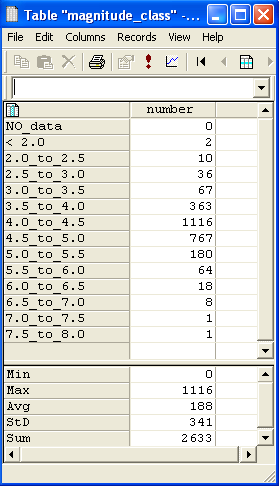 Table "magnitude_class" -...
File Edit Columns Records View
number
NO_data 0
< 2.0 2
2.0_to_2.5 10
2.5_to_3.0 36
3.0_to_3.5 67
3.5_to_4.0 363
4.0_to_4.5 1116
4.5_to_5.0 767
5.0_to_5.5 180
5.5_to_6.0 64
6.0_to_6.5 18
6.5_to_7.0 8
7.0_to_7.5 1
7.5_to_8.0 1
Min 0
Max 1116
Avg 188
StD 341
Sum 2633